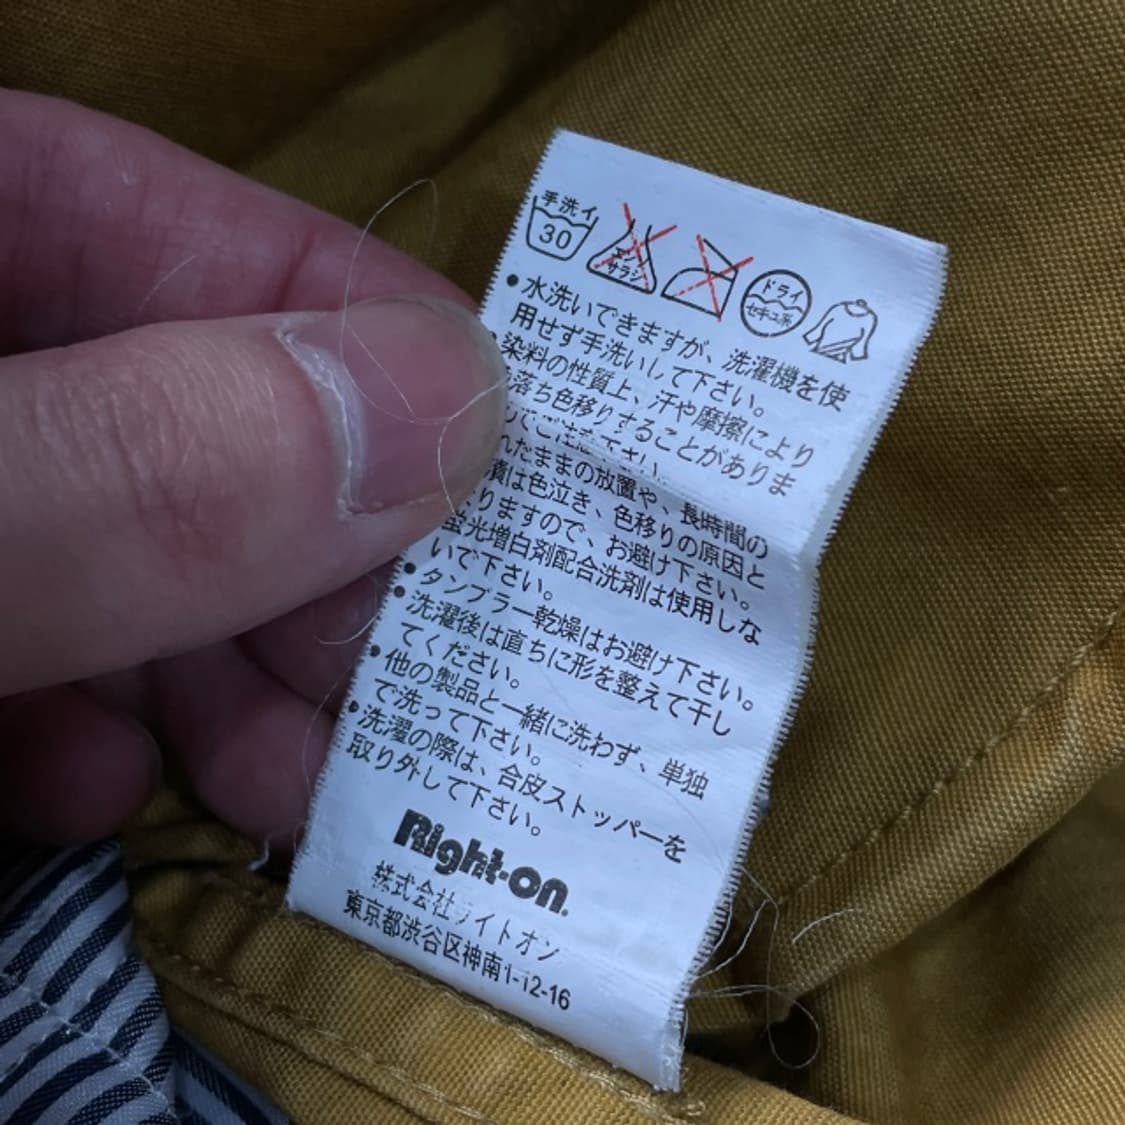 手洗イ
30
エンソ
サラシ
ドライ
セキユ系
•水洗いできますが、洗濯機を使
用せず手洗いして下さい。
染料の性質上、汗や摩擦により
落ち色移りすることがありま
でご注意下さい。
たままの放置や、長時間の
漬は色泣き、色移りの原因と
りますので、お避け下さい。
蛍光増白剤配合洗剤は使用しな
いで下さい。
•タンブラー乾燥はお避け下さい。
•洗濯後は直ちに形を整えて干し
てください。
•他の製品と一緒に洗わず、単独
で洗って下さい。
•洗濯の際は、合皮ストッパーを
取り外して下さい。
Right-on.
株式会社ライトオン
東京都渋谷区神南1-12-16